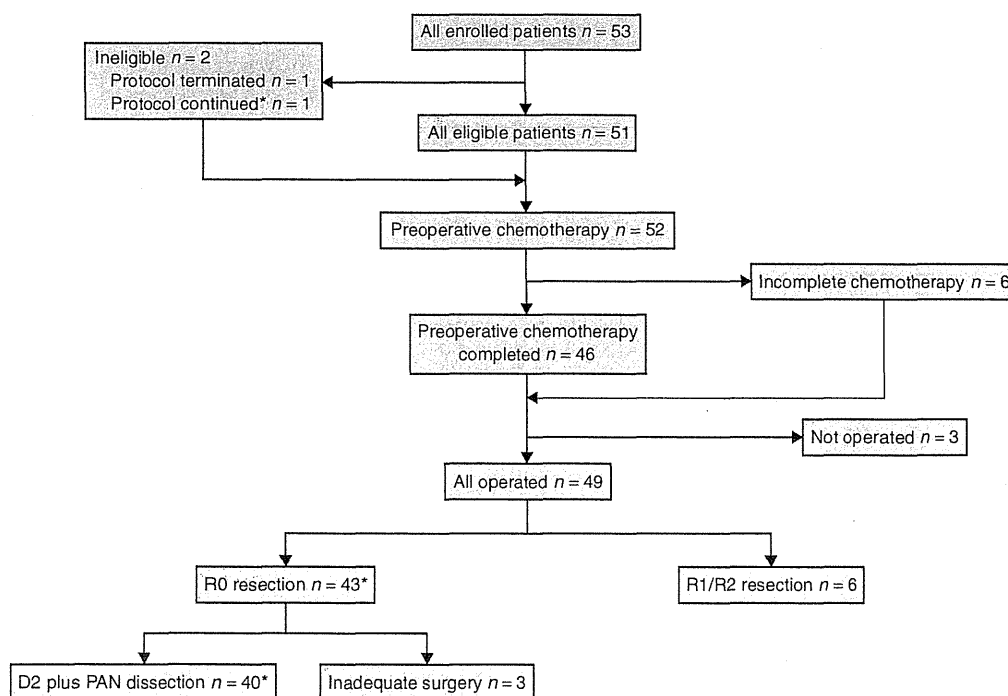 All enrolled patients n = 53
Ineligible n = 2
Protocol terminated n = 1
Protocol continued* n = 1
All eligible patients n = 51
Preoperative chemotherapy n = 52
Incomplete chemotherapy n = 6
Preoperative chemotherapy
completed n = 46
Not operated n = 3
All operated n = 49
R0 resection n = 43*
R1/R2 resection n = 6
D2 plus PAN dissection n = 40*
Inadequate surgery n = 3